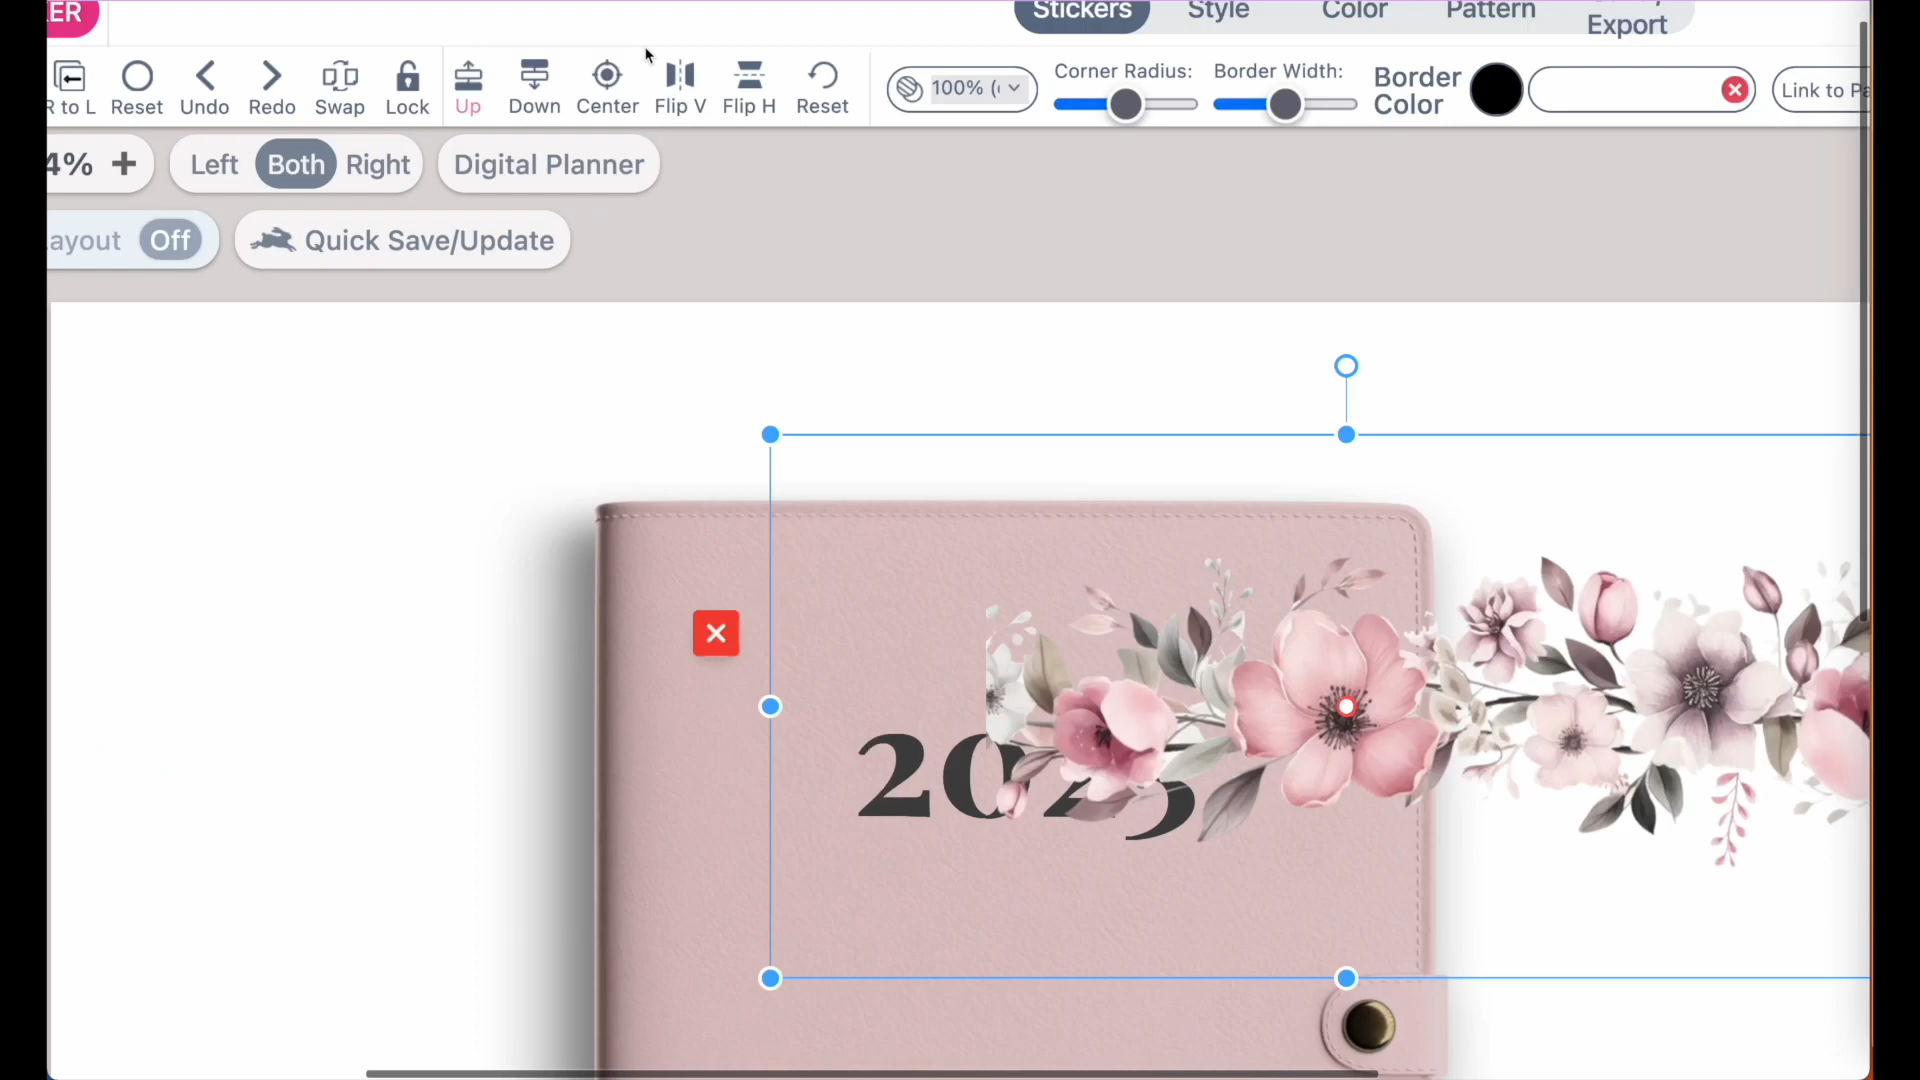 ER
Stickers Style Color Pattern
Export
R to L Reset Undo Redo Swap Lock Up Down Center Flip V Flip H Reset
100% (
Corner Radius: Border Width:
Border
Color
Link to Pa
4% + Left Both Right Digital Planner
ayout Off Quick Save/Update
2025